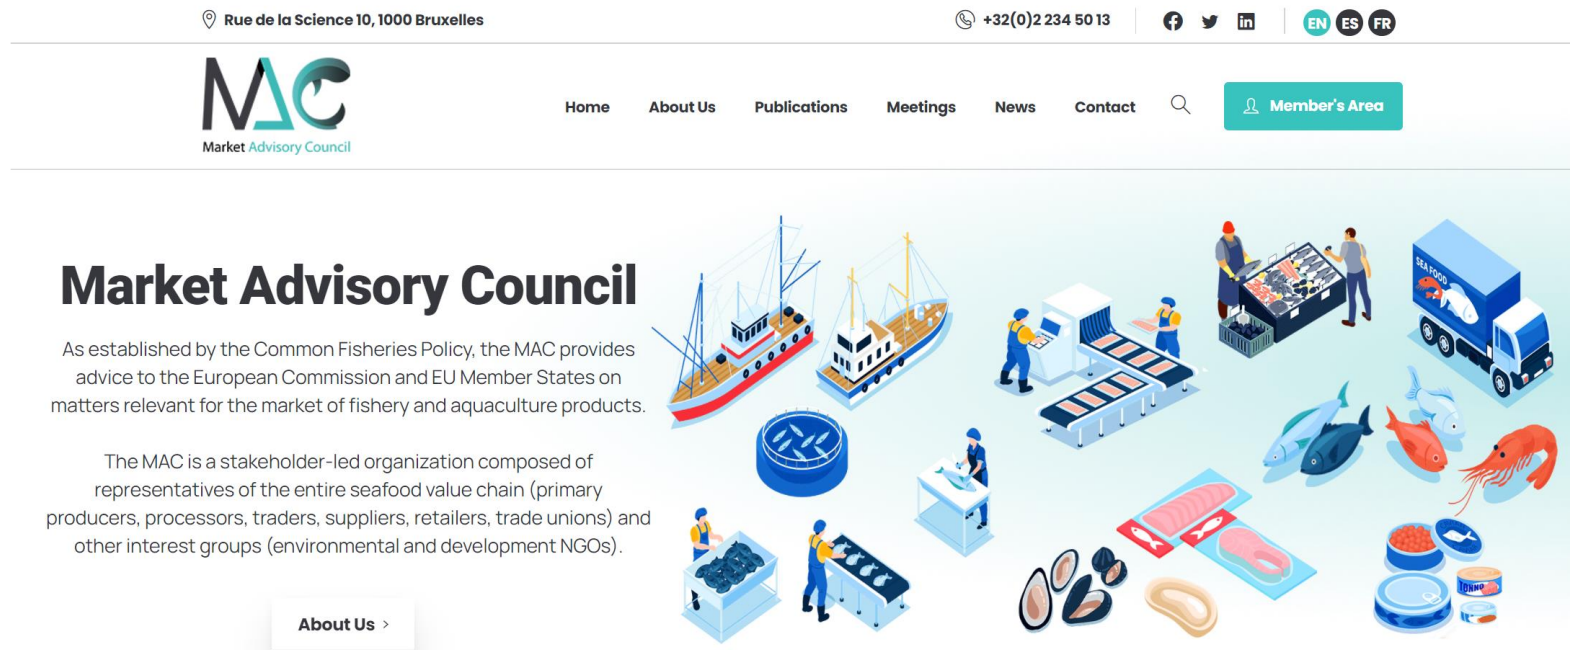 Rue de la Science 10, 1000 Bruxelles
+32(0)2 234 50 13
EN ES FR
MAC
Market Advisory Council
Home About Us Publications Meetings News Contact Member's Area
Market Advisory Council
As established by the Common Fisheries Policy, the MAC provides
advice to the European Commission and EU Member States on
matters relevant for the market of fishery and aquaculture products.
The MAC is a stakeholder-led organization composed of
representatives of the entire seafood value chain (primary
producers, processors, traders, suppliers, retailers, trade unions) and
other interest groups (environmental and development NGOs).
About Us >
SEA FOOD
TONNO